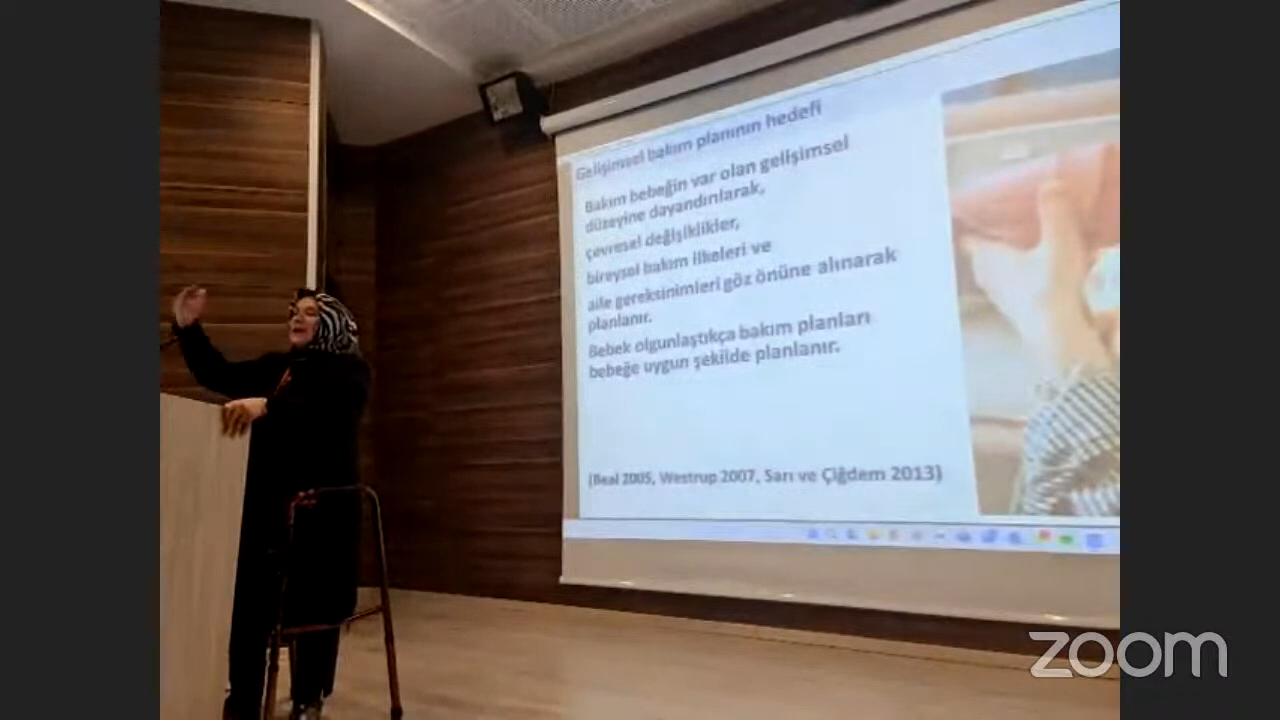 Gelişimsel bakım planının hedefi
Bakım bebeğin var olan gelişimsel
düzeyine dayandırılarak,
çevresel değişiklikler,
bireysel bakım ilkeleri ve
aile gereksinimleri göz önüne alınarak
planlanır.
Bebek olgunlaştıkça bakım planları
bebeğe uygun şekilde planlanır.
(Beal 2005, Westrup 2007, Sarı ve Çiğdem 2013)
zoom